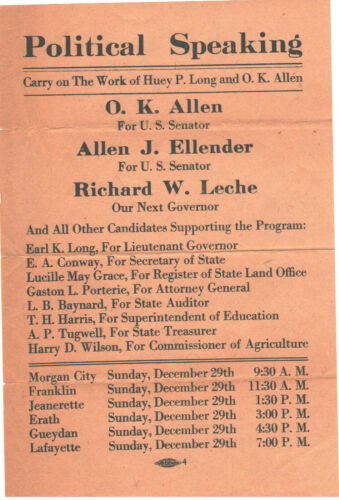 Political Speaking
Carry on The Work of Huey P. Long and O. K. Allen
O. K. Allen
For U. S. Senator
Allen J. Ellender
For U. S. Senator
Richard W. Leche
Our Next Governor
And All Other Candidates Supporting the Program:
Earl K. Long, For Lieutenant Governor
E. A. Conway, For Secretary of State
Lucille May Grace, For Register of State Land Office
Gaston L. Porterie, For Attorney General
L. B. Baynard, For State Auditor
T. H. Harris, For Superintendent of Education
A. P. Tugwell, For State Treasurer
Harry D. Wilson, For Commissioner of Agriculture
Morgan City Sunday, December 29th 9:30 A. M.
Franklin Sunday, December 29th 11:30 A. M.
Jeanerette Sunday, December 29th 1:30 P. M.
Erath Sunday, December 29th 3:00 P. M.
Gueydan Sunday, December 29th 4:30 P. M.
Lafayette Sunday, December 29th 7:00 P. M.
4